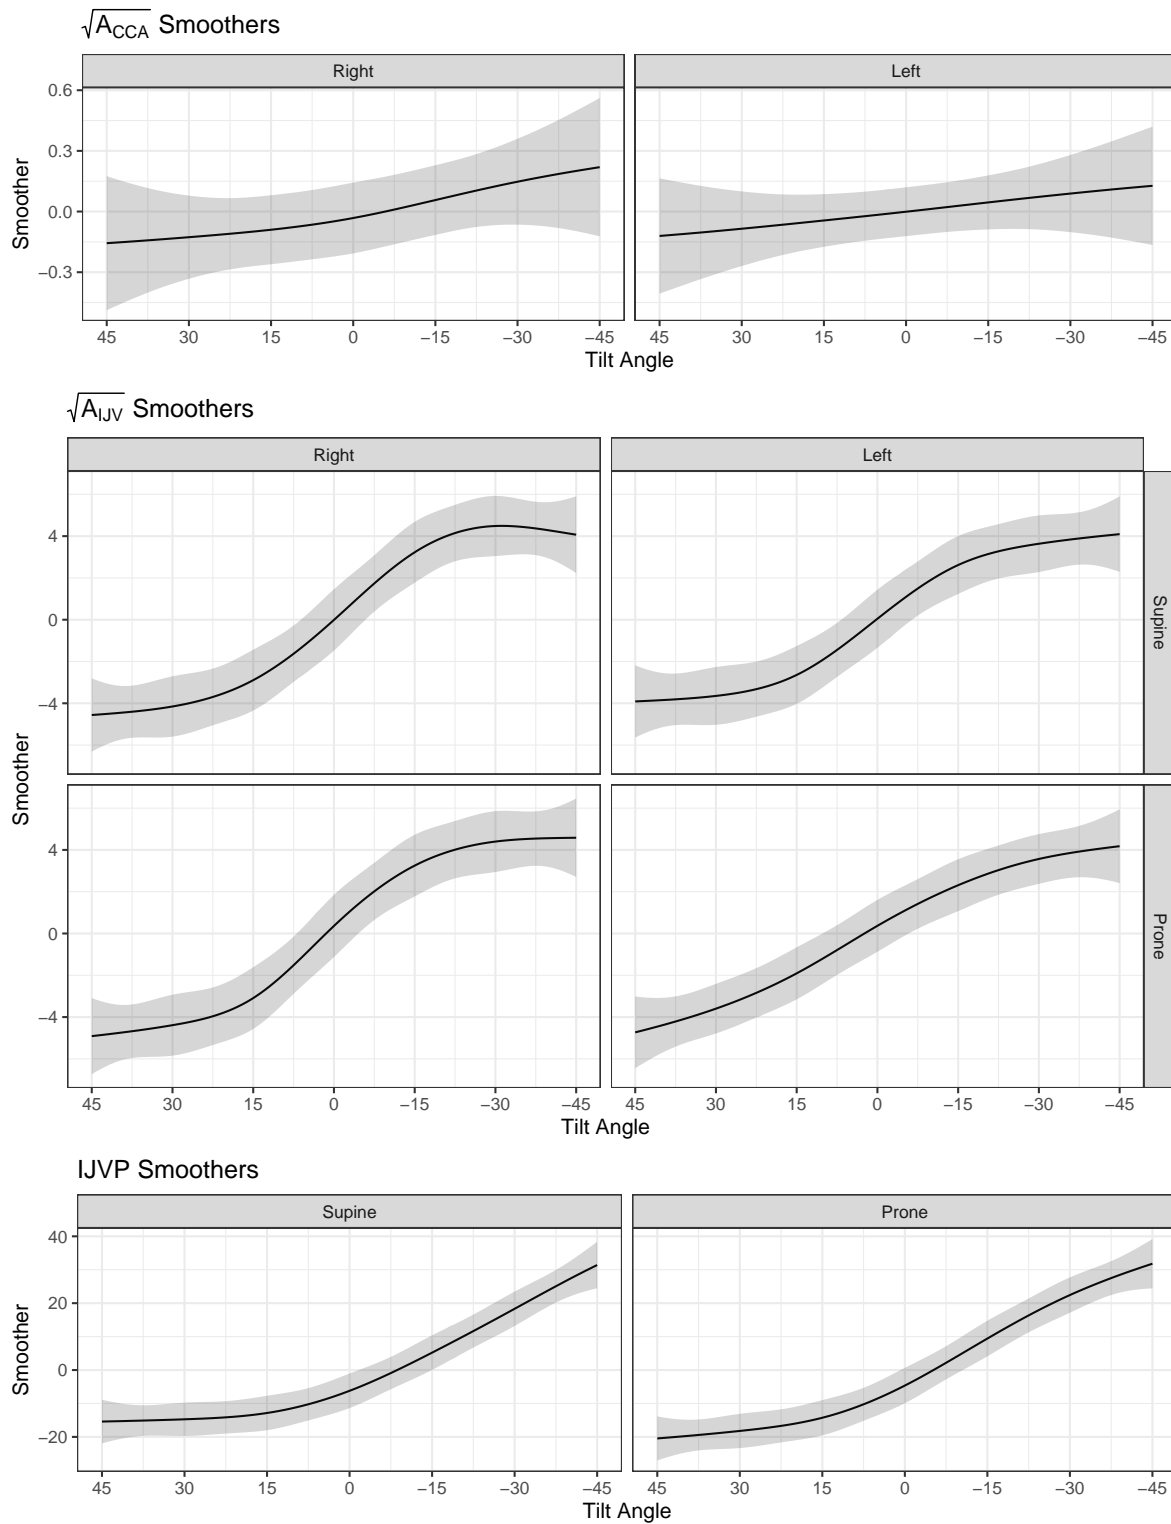 √A_CCA Smoothers
Right Left
0.6
0.3
0.0
−0.3
Smoother
45 30 15 0 −15 −30 −45 45 30 15 0 −15 −30 −45
Tilt Angle
√A_IJV Smoothers
Right Left
4
0
−4
Supine
Smoother
4
0
−4
Prone
45 30 15 0 −15 −30 −45 45 30 15 0 −15 −30 −45
Tilt Angle
IJVP Smoothers
Supine Prone
40
20
0
−20
Smoother
45 30 15 0 −15 −30 −45 45 30 15 0 −15 −30 −45
Tilt Angle